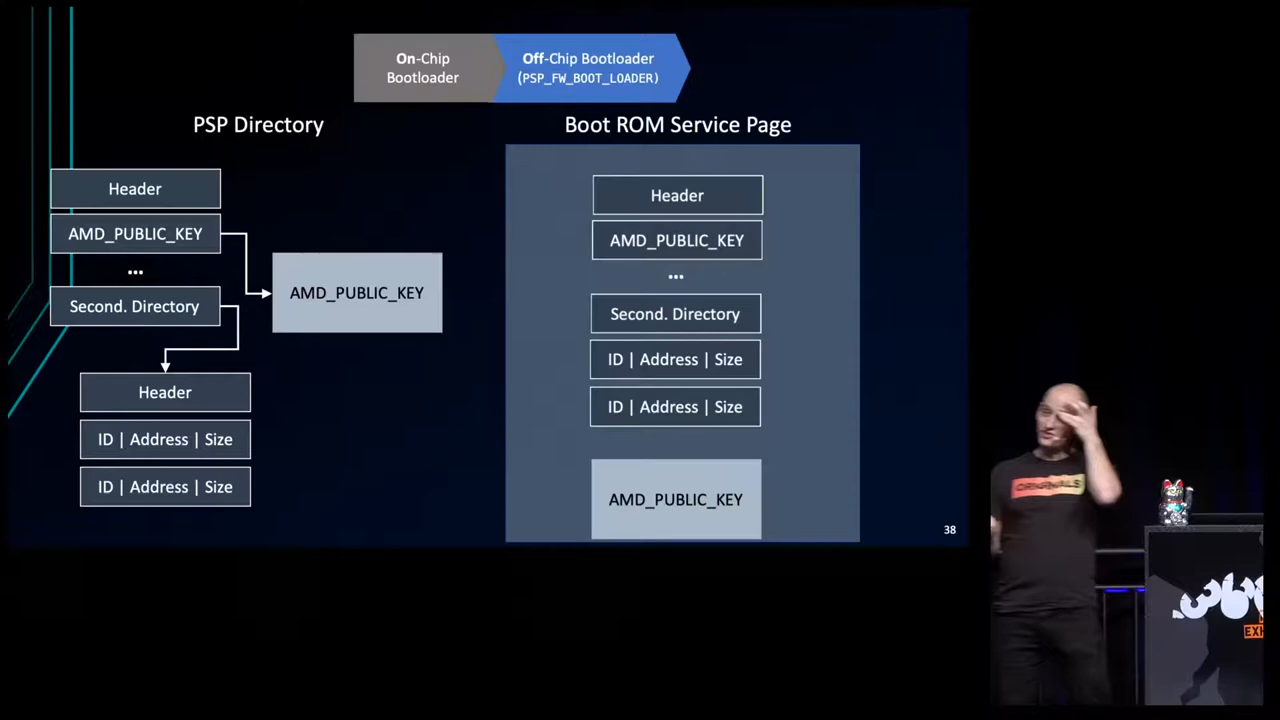 On-Chip
Bootloader
Off-Chip Bootloader
(PSP_FW_BOOT_LOADER)
PSP Directory
Header
AMD_PUBLIC_KEY
...
Second. Directory
AMD_PUBLIC_KEY
Header
ID | Address | Size
ID | Address | Size
Boot ROM Service Page
Header
AMD_PUBLIC_KEY
...
Second. Directory
ID | Address | Size
ID | Address | Size
AMD_PUBLIC_KEY
38
ORIGINALS